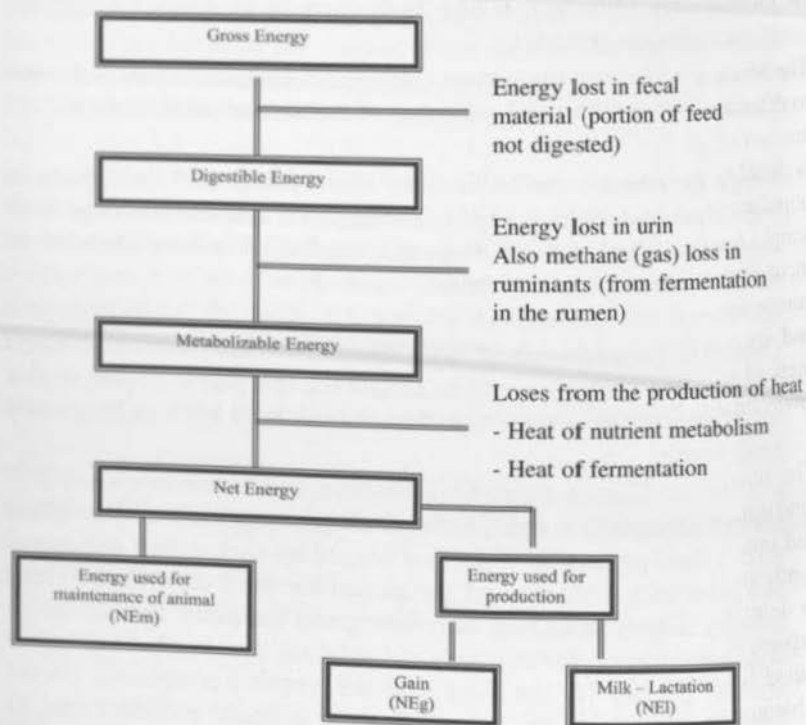 Gross Energy
Energy lost in fecal
material (portion of feed
not digested)
Digestible Energy
Energy lost in urin
Also methane (gas) loss in
ruminants (from fermentation
in the rumen)
Metabolizable Energy
Loses from the production of heat
- Heat of nutrient metabolism
- Heat of fermentation
Net Energy
Energy used for
maintenance of animal
(NEm)
Energy used for
production
Gain
(NEg)
Milk – Lactation
(NEl)